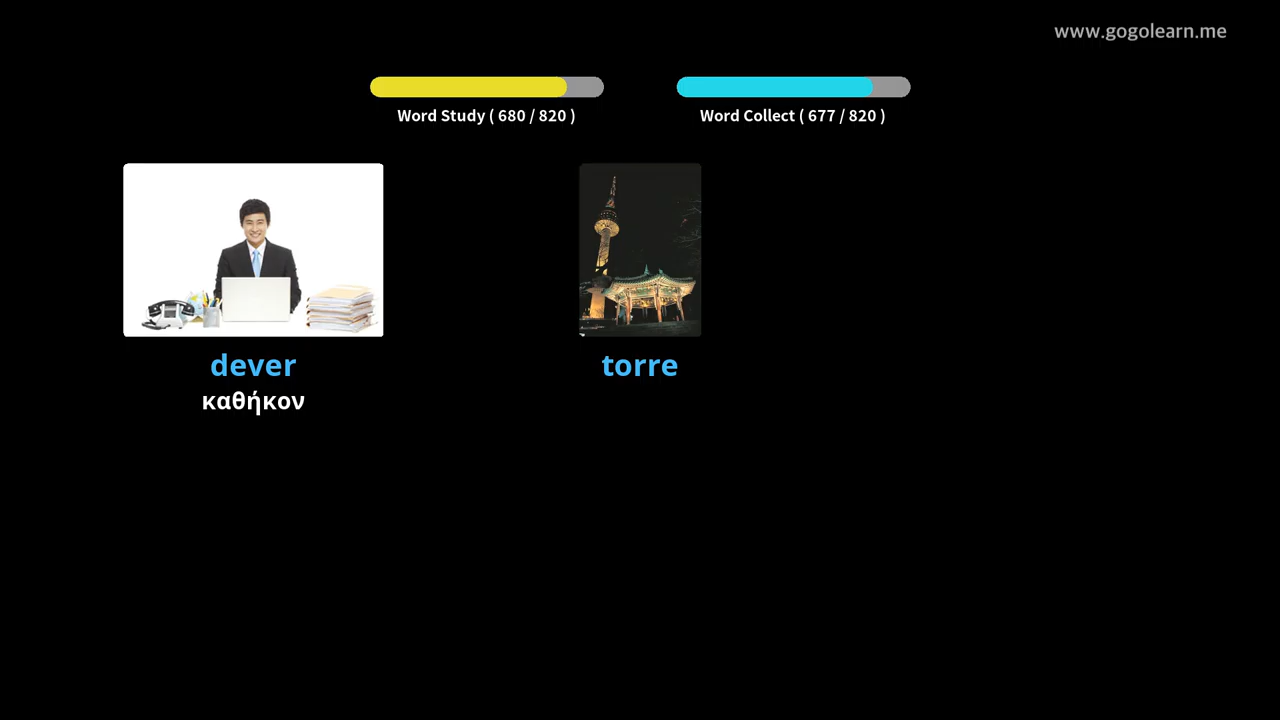 www.gogolearn.me
Word Study ( 680 / 820 )
Word Collect ( 677 / 820 )
dever
torre
καθήκον